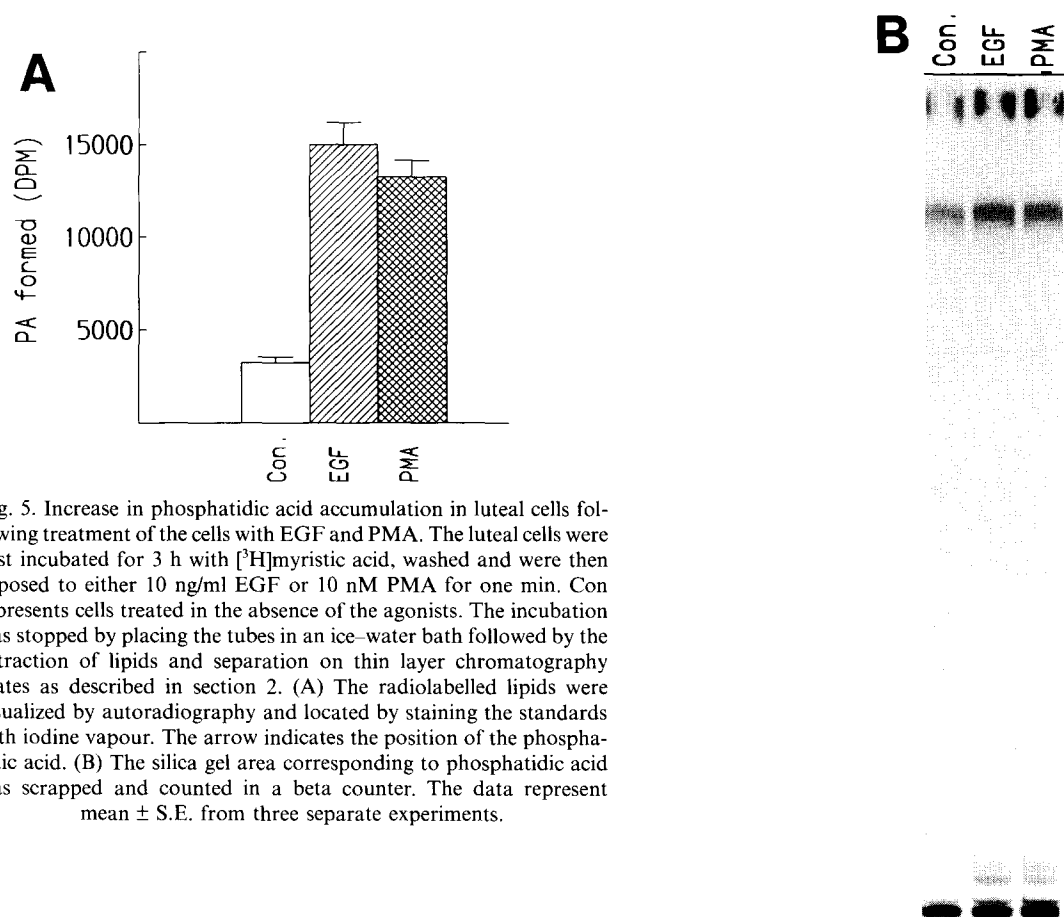 A
PA formed (DPM)
15000
10000
5000
Con.
EGF
PMA
B
Con.
EGF
PMA
g. 5. Increase in phosphatidic acid accumulation in luteal cells fol-
wing treatment of the cells with EGF and PMA. The luteal cells were
st incubated for 3 h with [³H]myristic acid, washed and were then
posed to either 10 ng/ml EGF or 10 nM PMA for one min. Con
presents cells treated in the absence of the agonists. The incubation
as stopped by placing the tubes in an ice–water bath followed by the
traction of lipids and separation on thin layer chromatography
ates as described in section 2. (A) The radiolabelled lipids were
ualized by autoradiography and located by staining the standards
th iodine vapour. The arrow indicates the position of the phospha-
ic acid. (B) The silica gel area corresponding to phosphatidic acid
as scrapped and counted in a beta counter. The data represent
mean ± S.E. from three separate experiments.